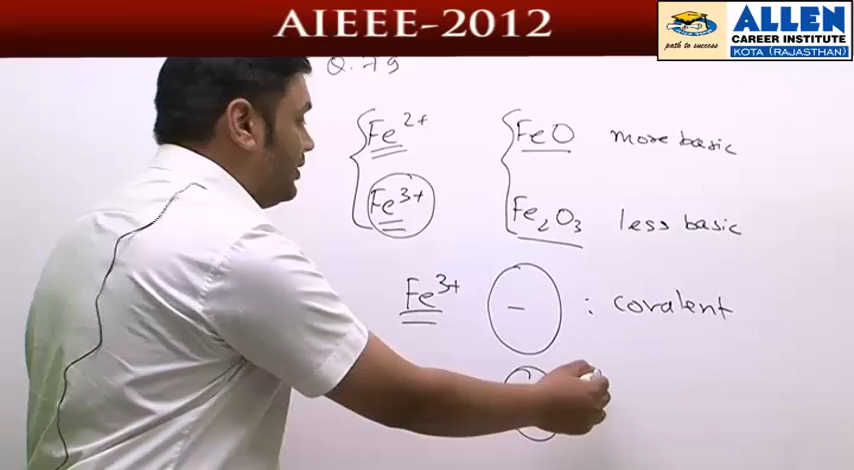 AIEEE-2012
ALLEN
CAREER INSTITUTE
KOTA (RAJASTHAN)
path to success
Q. 79
Fe²⁺ FeO more basic
Fe³⁺ Fe₂O₃ less basic
Fe³⁺ − : covalent